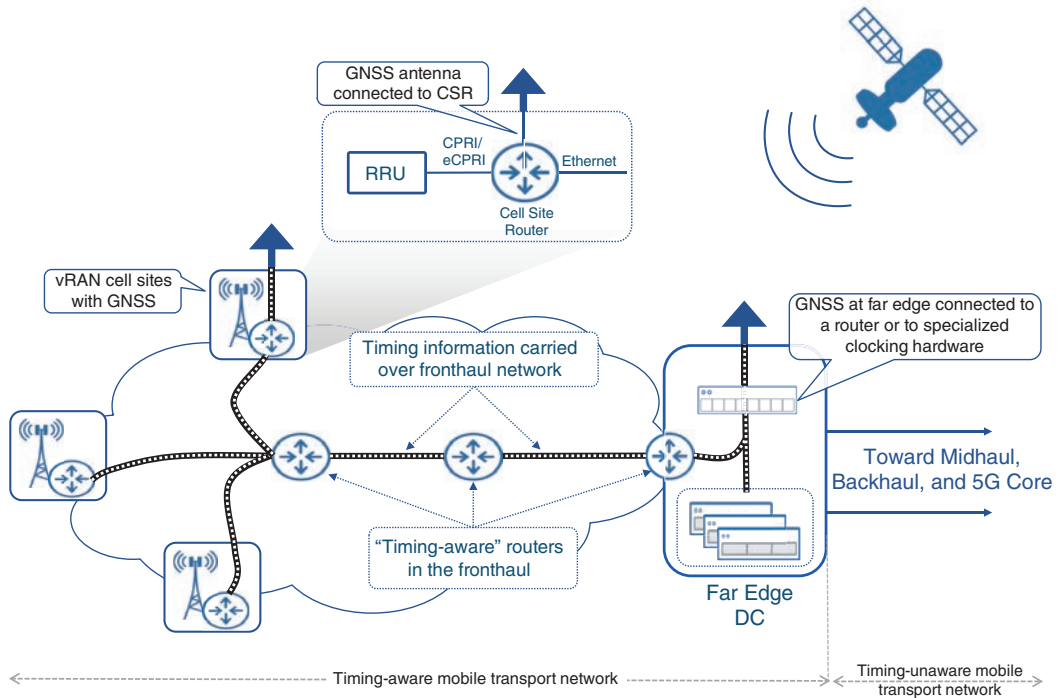 GNSS antenna
connected to CSR
CPRI/
eCPRI
Ethernet
RRU
Cell Site
Router
vRAN cell sites
with GNSS
GNSS at far edge connected to
a router or to specialized
clocking hardware
Timing information carried
over fronthaul network
Toward Midhaul,
Backhaul, and 5G Core
“Timing-aware” routers
in the fronthaul
Far Edge
DC
Timing-aware mobile transport network
Timing-unaware mobile
transport network